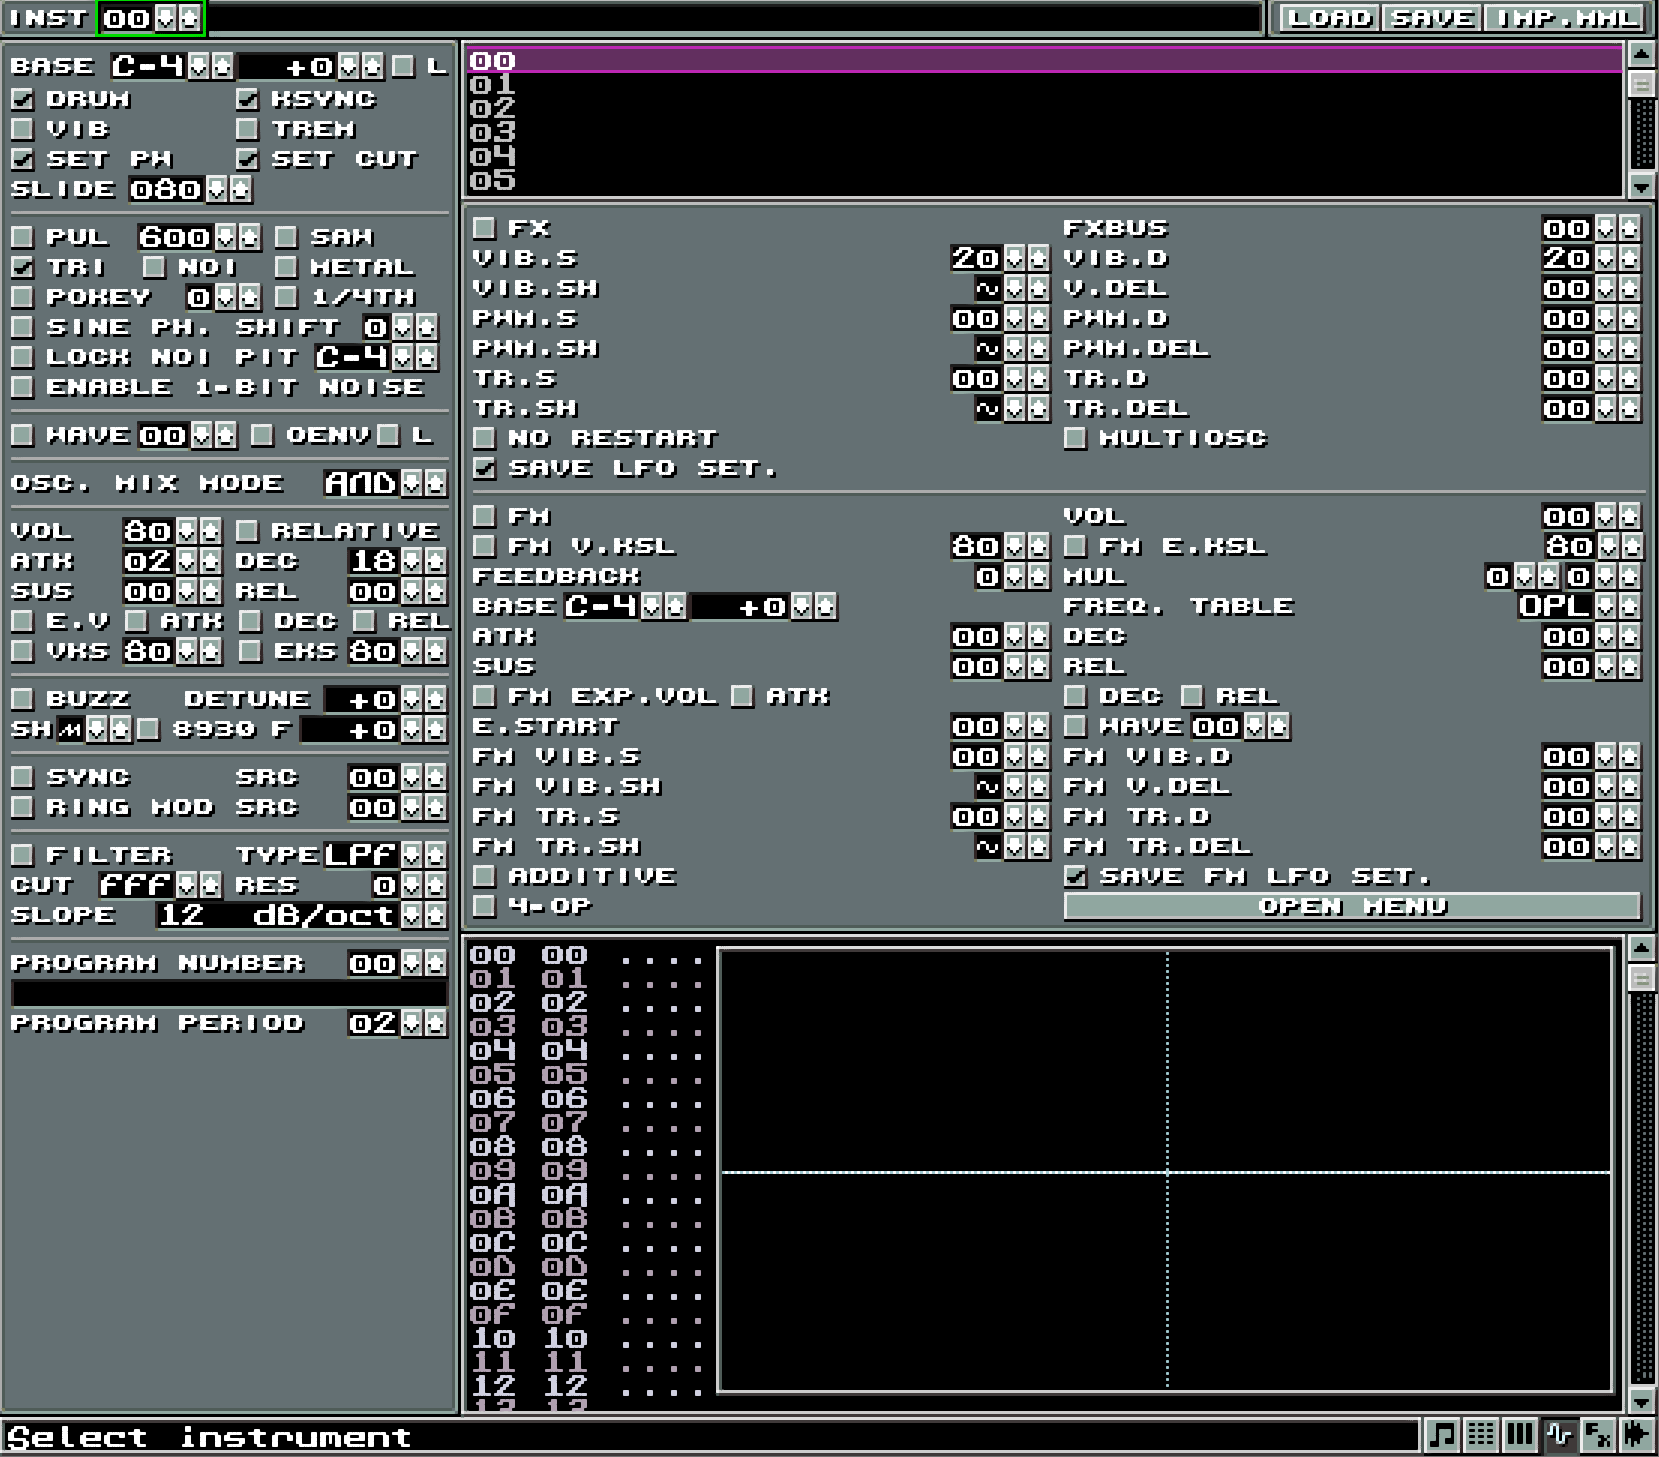 INST 00 LOAD SAVE IMP.MML
BASE C-4 +0 L
DRUM KSYNC
VIB TREM
SET PW SET CUT
SLIDE 080
PUL 600 SAW
TRI NOI METAL
POKEY 0 1/4TH
SINE PH. SHIFT 0
LOCK NOI PIT C-4
ENABLE 1-BIT NOISE
WAVE 00 OENV L
OSC. MIX MODE AND
VOL 80 RELATIVE
ATK 02 DEC 18
SUS 00 REL 00
E.V ATK DEC REL
VKS 80 EKS 80
BUZZ DETUNE +0
SH 8930 F +0
SYNC SRC 00
RING MOD SRC 00
FILTER TYPE LPF
CUT fff RES 0
SLOPE 12 dB/oct
PROGRAM NUMBER 00
PROGRAM PERIOD 02
00
01
02
03
04
05
FX FXBUS 00
VIB.S 20 VIB.D 20
VIB.SH ~ V.DEL 00
PWM.S 00 PWM.D 00
PWM.SH ~ PWM.DEL 00
TR.S 00 TR.D 00
TR.SH ~ TR.DEL 00
NO RESTART MULTIOSC
SAVE LFO SET.
FM VOL 00
FM V.KSL 80 FM E.KSL 80
FEEDBACK 0 MUL 0 0
BASE C-4 +0 FREQ. TABLE OPL
ATK 00 DEC 00
SUS 00 REL 00
FM EXP.VOL ATK DEC REL
E.START 00 WAVE 00
FM VIB.S 00 FM VIB.D 00
FM VIB.SH ~ FM V.DEL 00
FM TR.S 00 FM TR.D 00
FM TR.SH ~ FM TR.DEL 00
ADDITIVE SAVE FM LFO SET.
4-OP OPEN MENU
00 00 ....
01 01 ....
02 02 ....
03 03 ....
04 04 ....
05 05 ....
06 06 ....
07 07 ....
08 08 ....
09 09 ....
0A 0A ....
0B 0B ....
0C 0C ....
0D 0D ....
0E 0E ....
0F 0F ....
10 10 ....
11 11 ....
12 12 ....
Select instrument
Fx